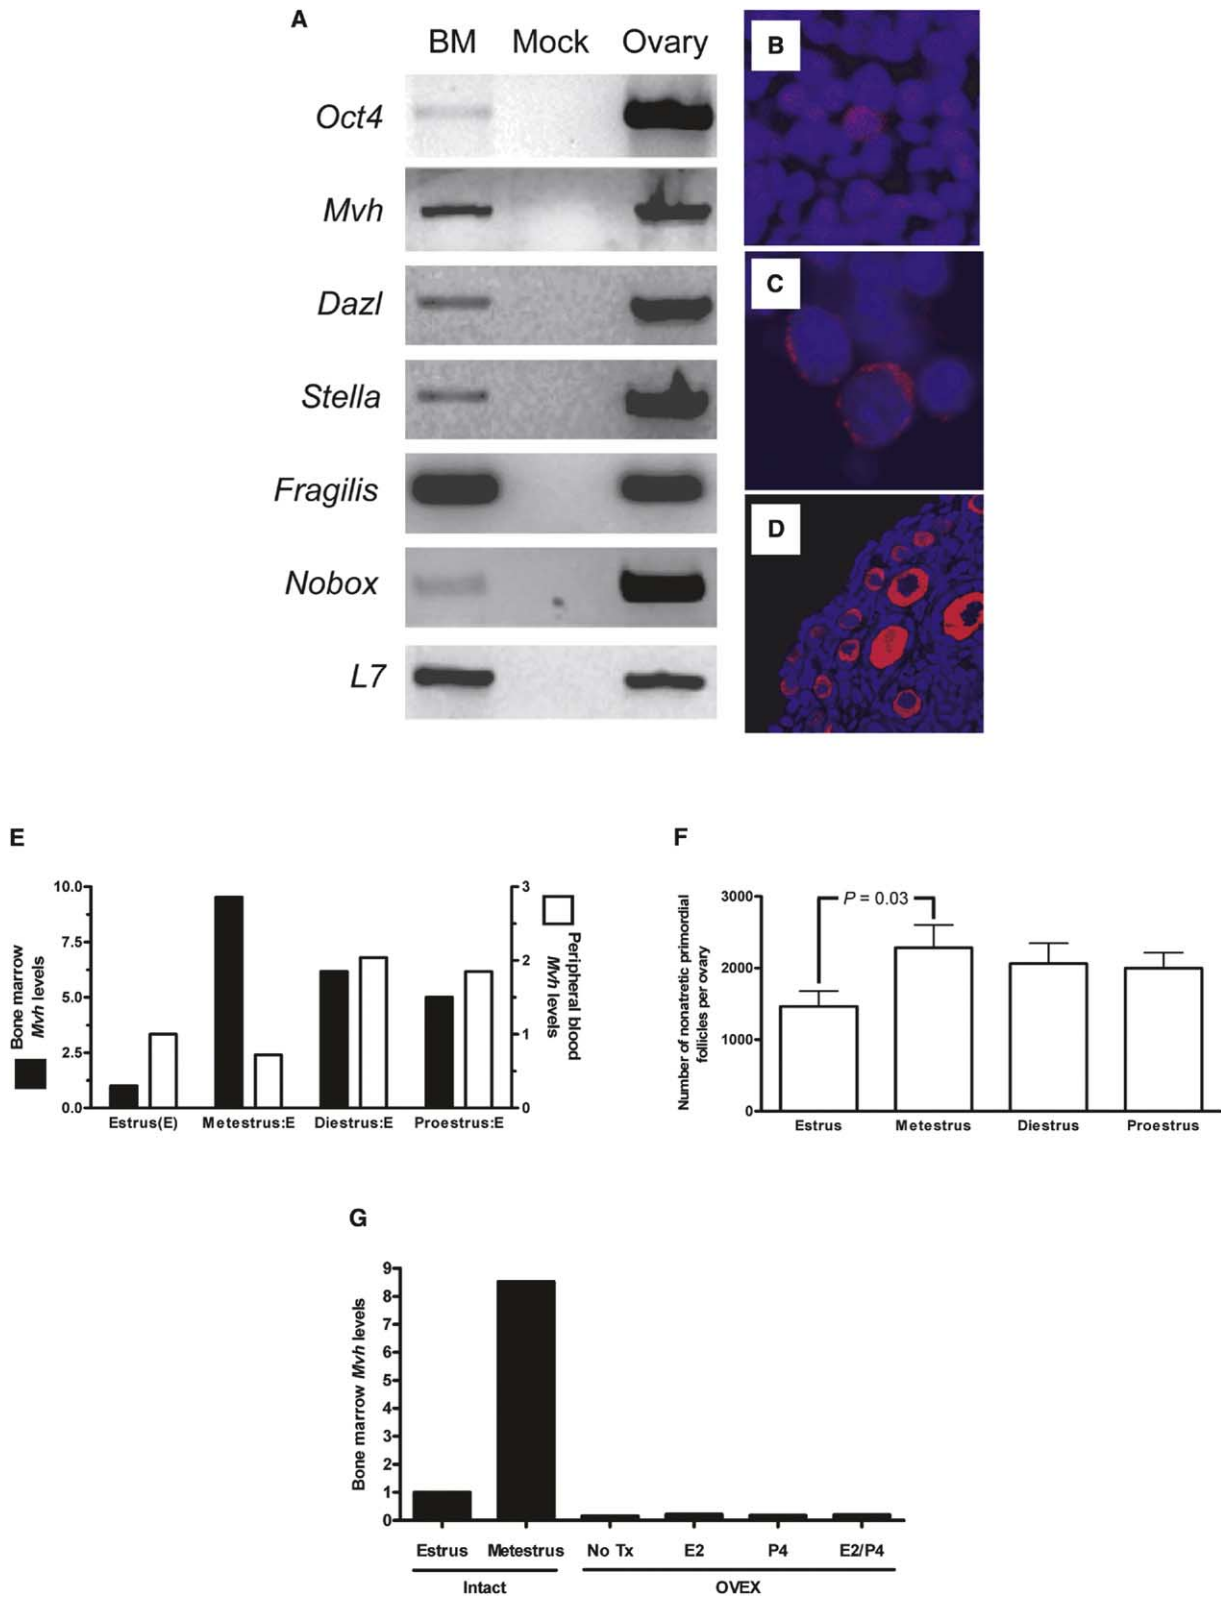 A
BM Mock Ovary
Oct4
Mvh
Dazl
Stella
Fragilis
Nobox
L7
B
C
D
E
Bone marrow
Mvh levels
10.0
7.5
5.0
2.5
0.0
3
2
1
0
Peripheral blood
Mvh levels
Estrus(E) Metestrus:E Diestrus:E Proestrus:E
F
Number of nonatretic primordial
follicles per ovary
3000
2000
1000
0
P = 0.03
Estrus Metestrus Diestrus Proestrus
G
Bone marrow Mvh levels
9
8
7
6
5
4
3
2
1
0
Estrus Metestrus No Tx E2 P4 E2/P4
Intact OVEX